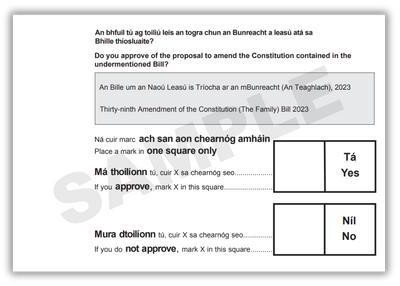 An bhfuil tú ag toiliú leis an togra chun an Bunreacht a leasú atá sa
Bhille thíosluaite?
Do you approve of the proposal to amend the Constitution contained in the
undermentioned Bill?
An Bille um an Naoú Leasú is Tríocha ar an mBunreacht (An Teaghlach), 2023
Thirty-ninth Amendment of the Constitution (The Family) Bill 2023
Ná cuir marc ach san aon chearnóg amháin
Place a mark in one square only
Má thoilíonn tú, cuir X sa chearnóg seo..............
If you approve, mark X in this square..................
Tá
Yes
Mura dtoilíonn tú, cuir X sa chearnóg seo...........
If you do not approve, mark X in this square........
Níl
No
SAMPLE